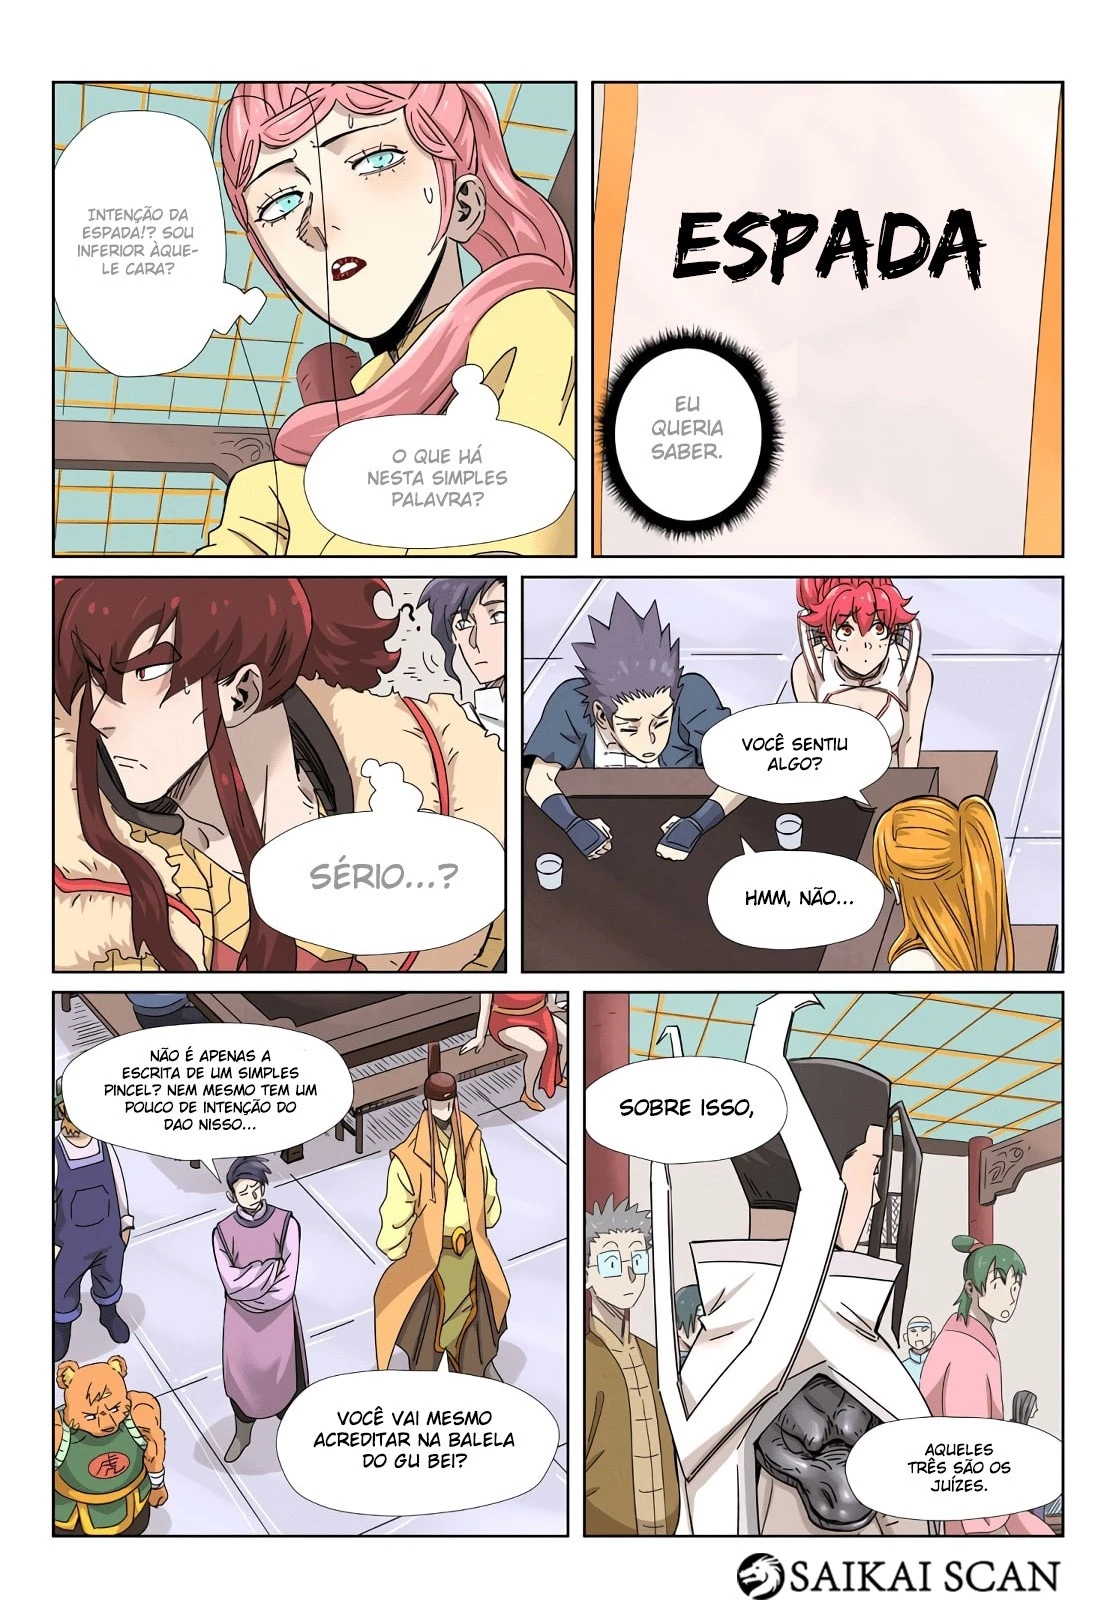 INTENÇÃO DA
ESPADA!? SOU
INFERIOR ÀQUE-
LE CARA?
O QUE HÁ
NESTA SIMPLES
PALAVRA?
ESPADA
EU
QUERIA
SABER.
?
SÉRIO...?
VOCÊ SENTIU
ALGO?
HMM, NÃO...
NÃO É APENAS A
ESCRITA DE UM SIMPLES
PINCEL? NEM MESMO TEM UM
POUCO DE INTENÇÃO DO
DAO NISSO...
VOCÊ VAI MESMO
ACREDITAR NA BALELA
DO GU BEI?
虎
SOBRE ISSO,
AQUELES
TRÊS SÃO OS
JUÍZES.
SAIKAI SCAN